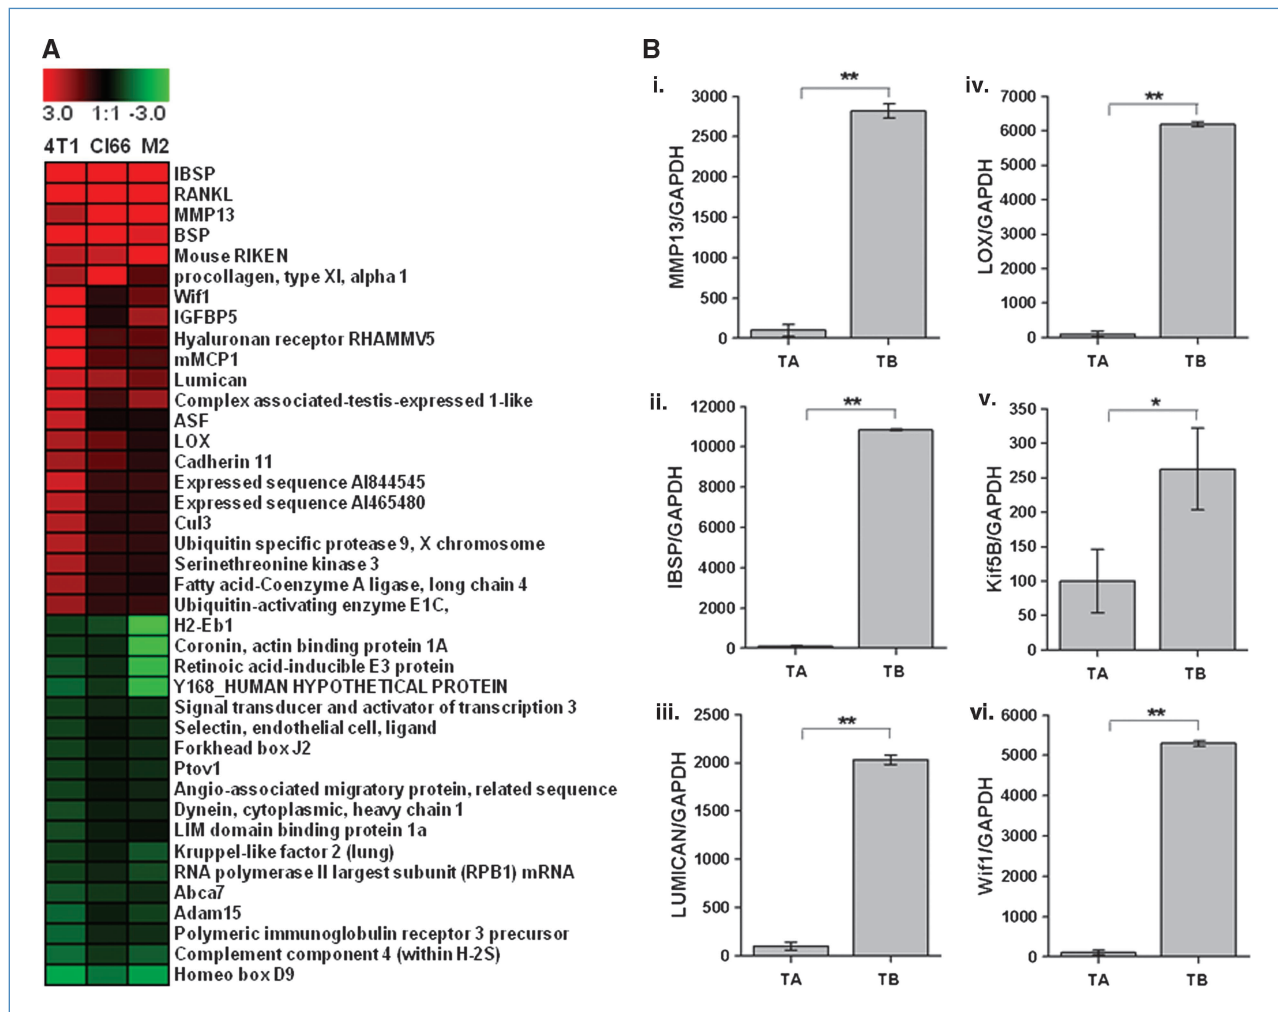 A
3.0 1:1 -3.0
4T1 Cl66 M2
IBSP
RANKL
MMP13
BSP
Mouse RIKEN
procollagen, type XI, alpha 1
Wif1
IGFBP5
Hyaluronan receptor RHAMMV5
mMCP1
Lumican
Complex associated-testis-expressed 1-like
ASF
LOX
Cadherin 11
Expressed sequence AI844545
Expressed sequence AI465480
Cul3
Ubiquitin specific protease 9, X chromosome
Serinethreonine kinase 3
Fatty acid-Coenzyme A ligase, long chain 4
Ubiquitin-activating enzyme E1C,
H2-Eb1
Coronin, actin binding protein 1A
Retinoic acid-inducible E3 protein
Y168_HUMAN HYPOTHETICAL PROTEIN
Signal transducer and activator of transcription 3
Selectin, endothelial cell, ligand
Forkhead box J2
Ptov1
Angio-associated migratory protein, related sequence
Dynein, cytoplasmic, heavy chain 1
LIM domain binding protein 1a
Kruppel-like factor 2 (lung)
RNA polymerase II largest subunit (RPB1) mRNA
Abca7
Adam15
Polymeric immunoglobulin receptor 3 precursor
Complement component 4 (within H-2S)
Homeo box D9
B
i.
MMP13/GAPDH
3000
2500
2000
1500
1000
500
0
**
TA TB
ii.
IBSP/GAPDH
12000
10000
8000
6000
4000
2000
0
**
TA TB
iii.
LUMICAN/GAPDH
2500
2000
1500
1000
500
0
**
TA TB
iv.
LOX/GAPDH
7000
6000
5000
4000
3000
2000
1000
0
**
TA TB
v.
Kif5B/GAPDH
350
300
250
200
150
100
50
0
*
TA TB
vi.
Wif1/GAPDH
6000
5000
4000
3000
2000
1000
0
**
TA TB